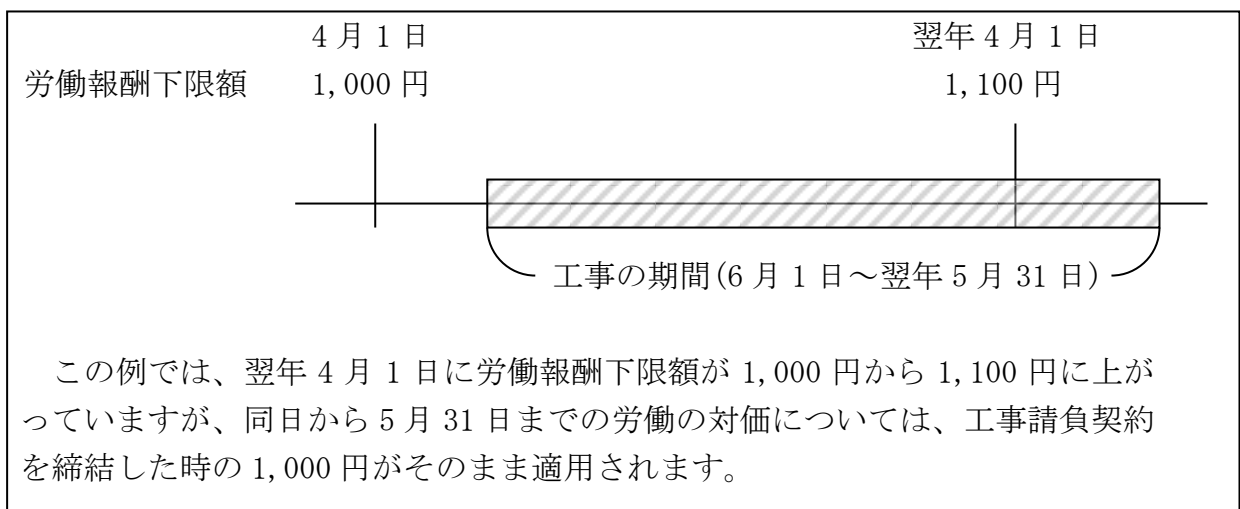 4月1日 翌年4月1日
労働報酬下限額 1,000円 1,100円
工事の期間(6月1日～翌年5月31日)
この例では、翌年4月1日に労働報酬下限額が1,000円から1,100円に上が
っていますが、同日から5月31日までの労働の対価については、工事請負契約
を締結した時の1,000円がそのまま適用されます。